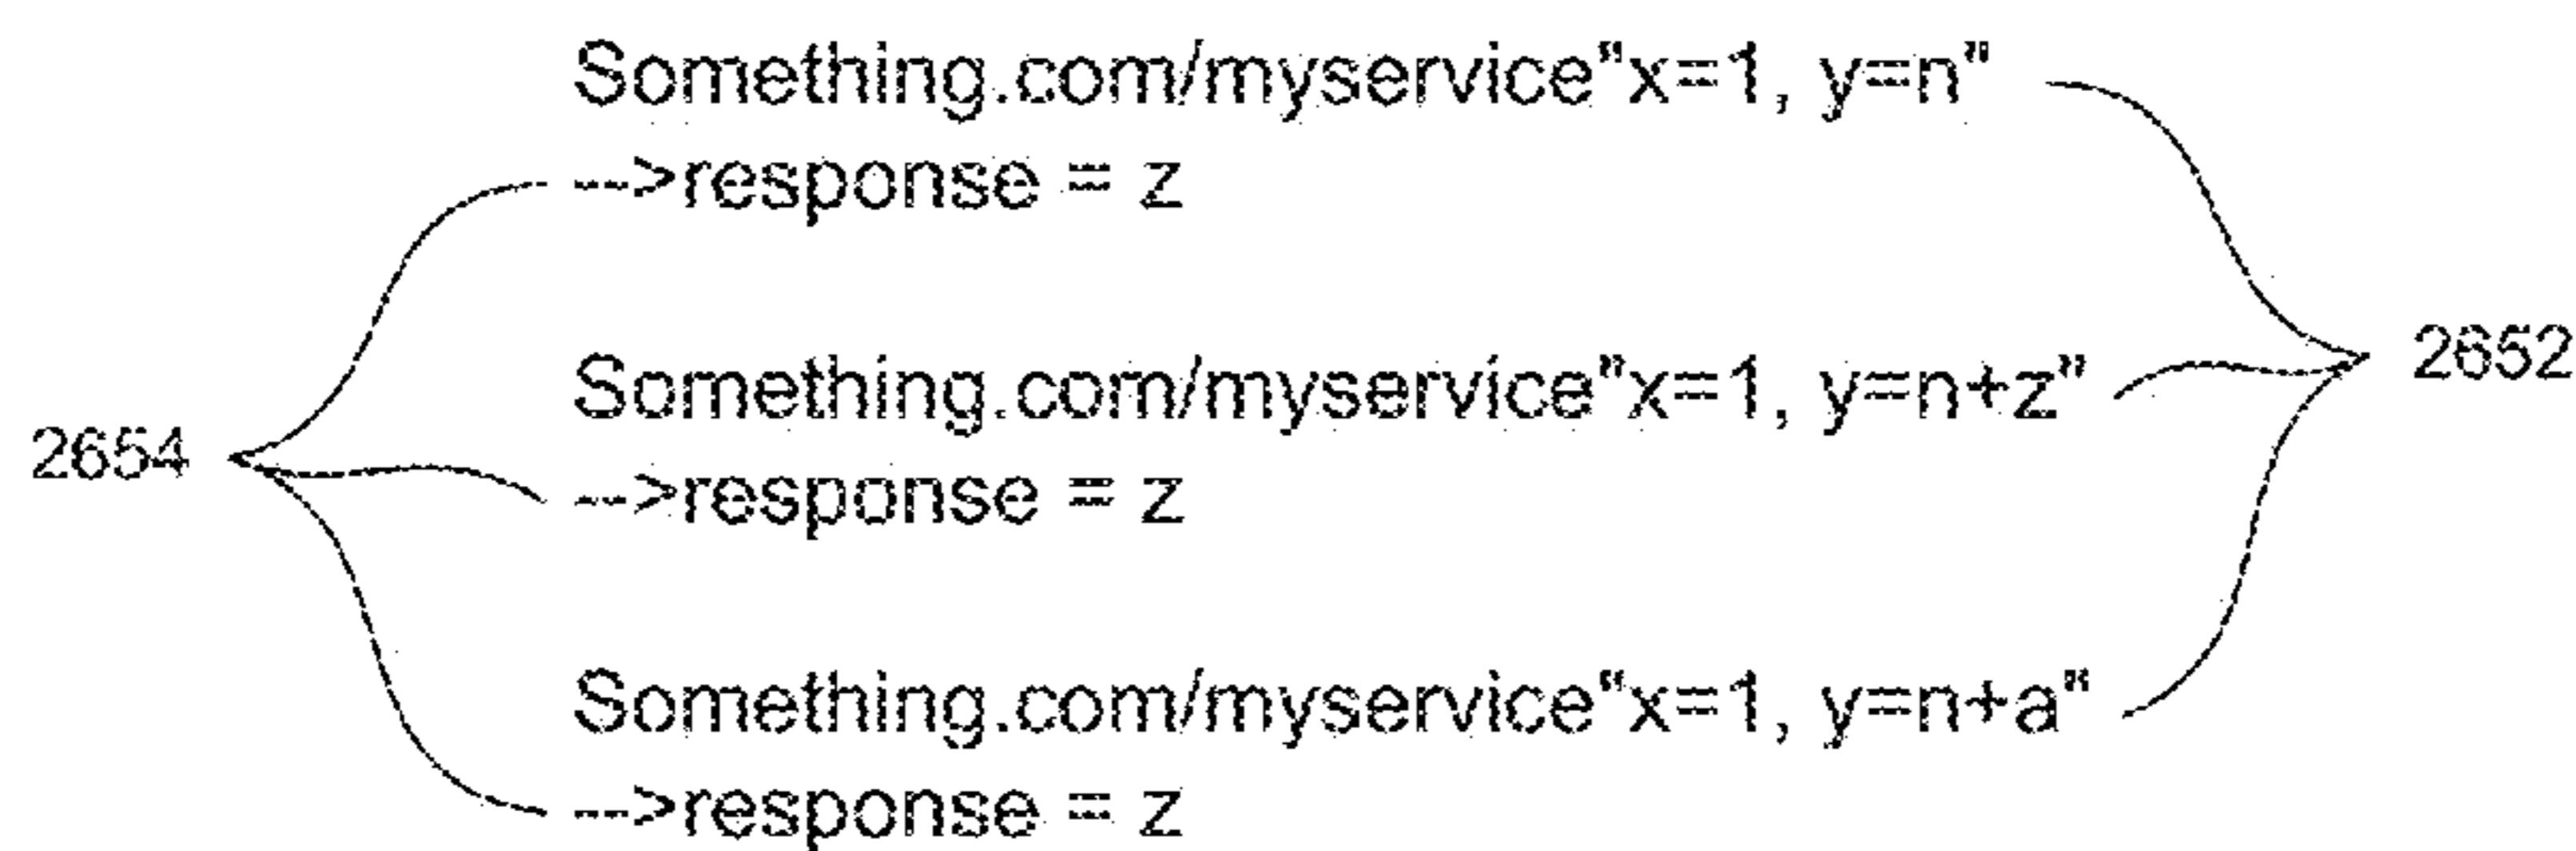 Something.com/myservice"x=1, y=n"
-->response = z
Something.com/myservice"x=1, y=n+z"
2652
2654
-->response = z
Something.com/myservice"x=1, y=n+a"
-->response = z